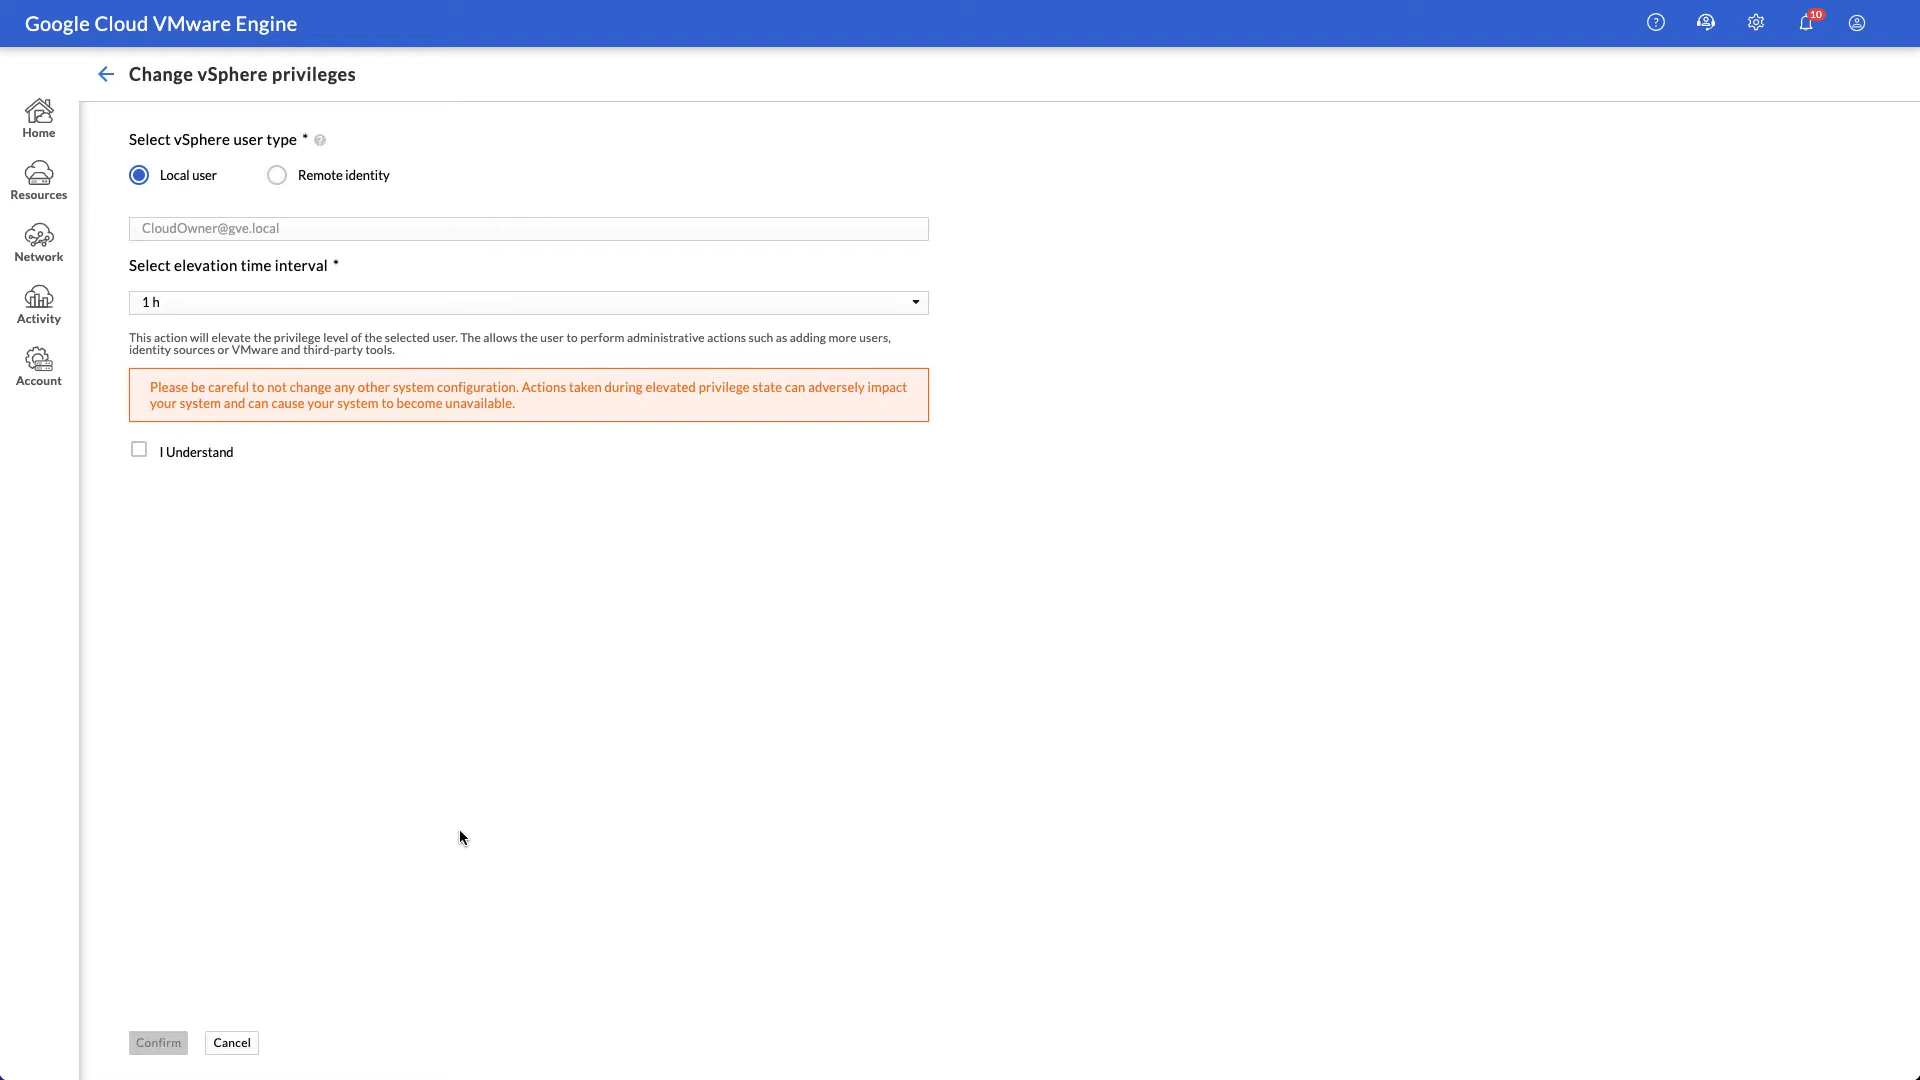 Google Cloud VMware Engine
10
Change vSphere privileges
Home
Resources
Network
Activity
Account
Select vSphere user type *
Local user
Remote identity
CloudOwner@gve.local
Select elevation time interval *
1 h
This action will elevate the privilege level of the selected user. The allows the user to perform administrative actions such as adding more users,
identity sources or VMware and third-party tools.
Please be careful to not change any other system configuration. Actions taken during elevated privilege state can adversely impact
your system and can cause your system to become unavailable.
I Understand
Confirm
Cancel